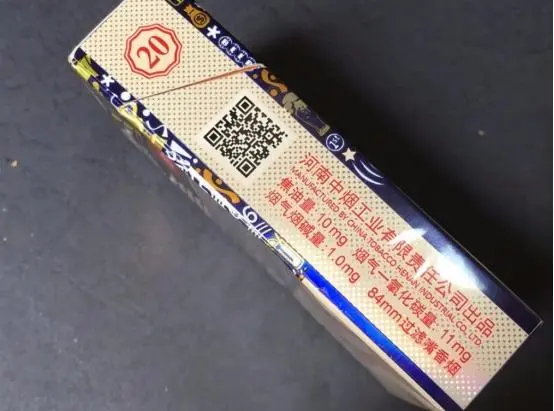 20
河南中烟工业有限责任公司出品
MANUFACTURED BY CHINA TOBACCO HENAN INDUSTRIAL CO.,LTD.
焦油量:10mg 烟气一氧化碳量:11mg
烟气烟碱量:1.0mg 84mm过滤嘴香烟